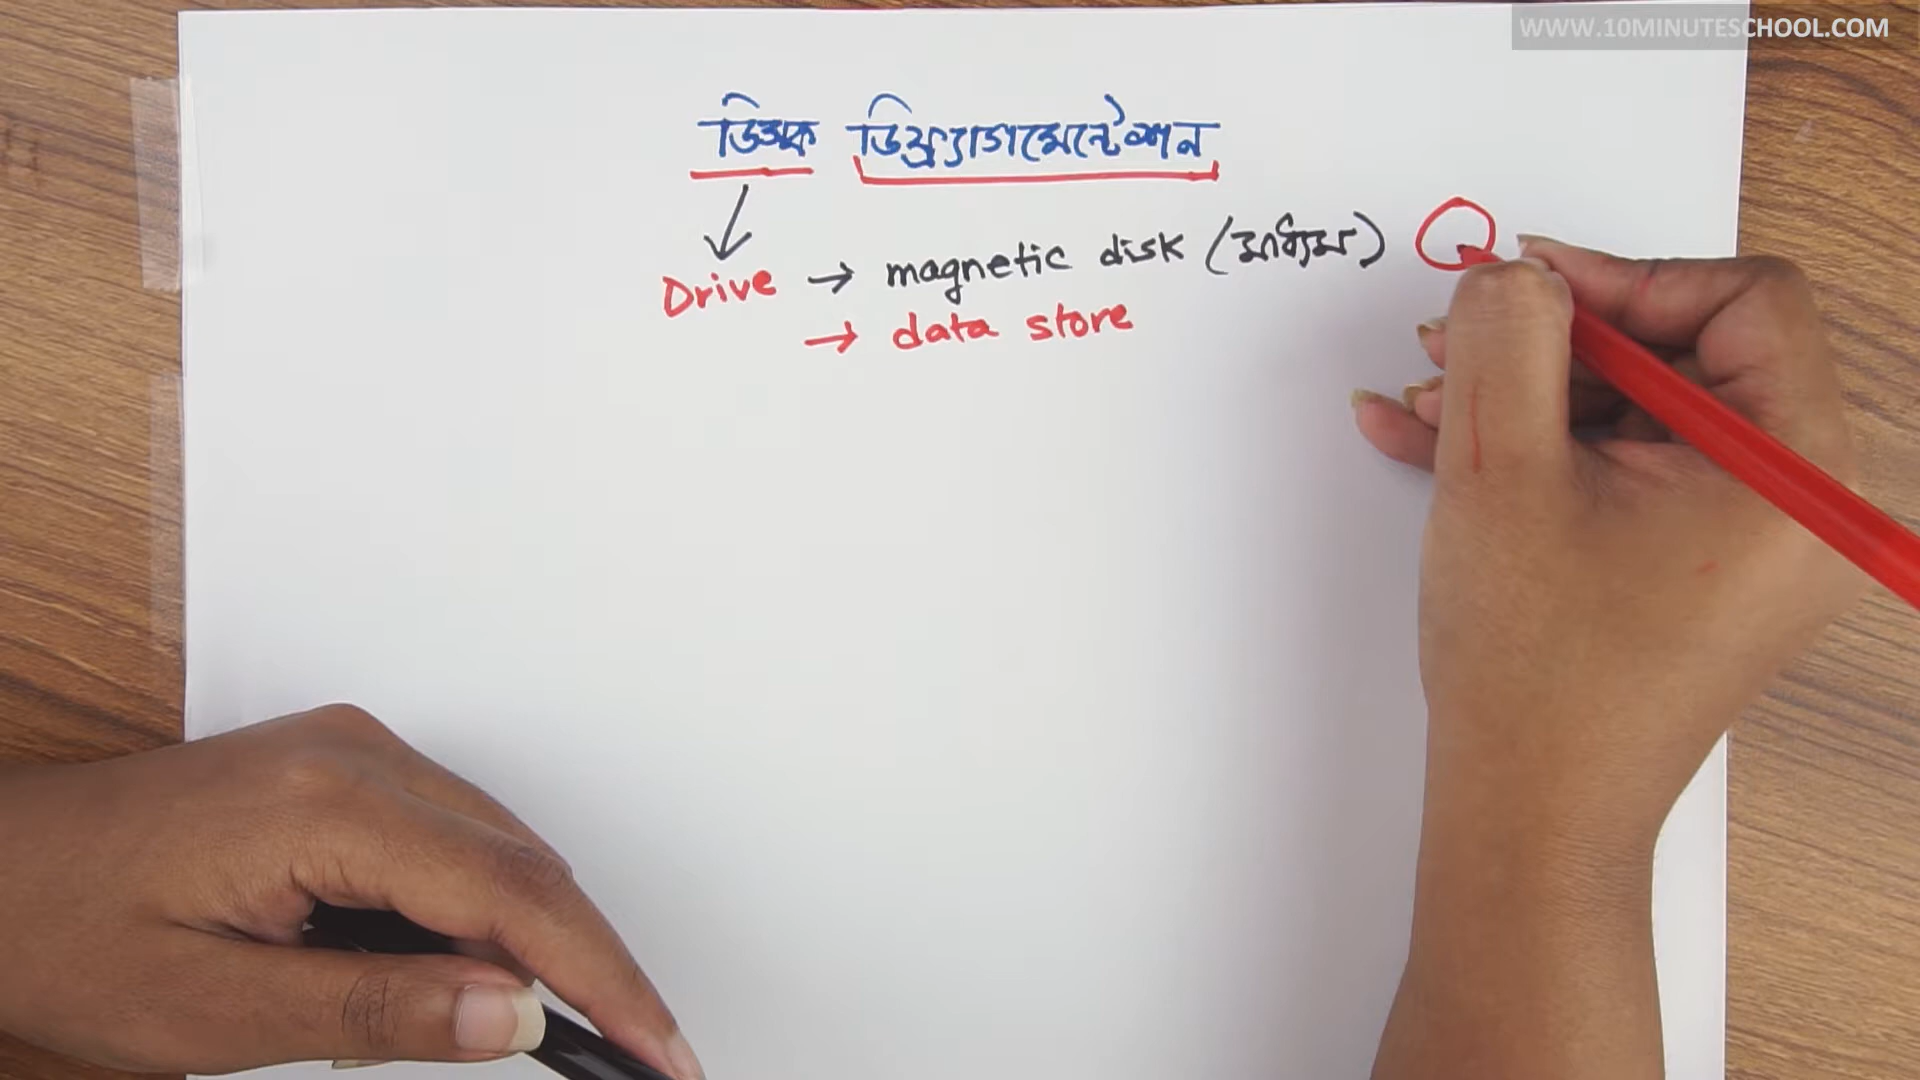 WWW.10MINUTESCHOOL.COM
ডিস্ক ডিফ্র্যাগমেন্টেশন
Drive → magnetic disk (মাধ্যম)
→ data store